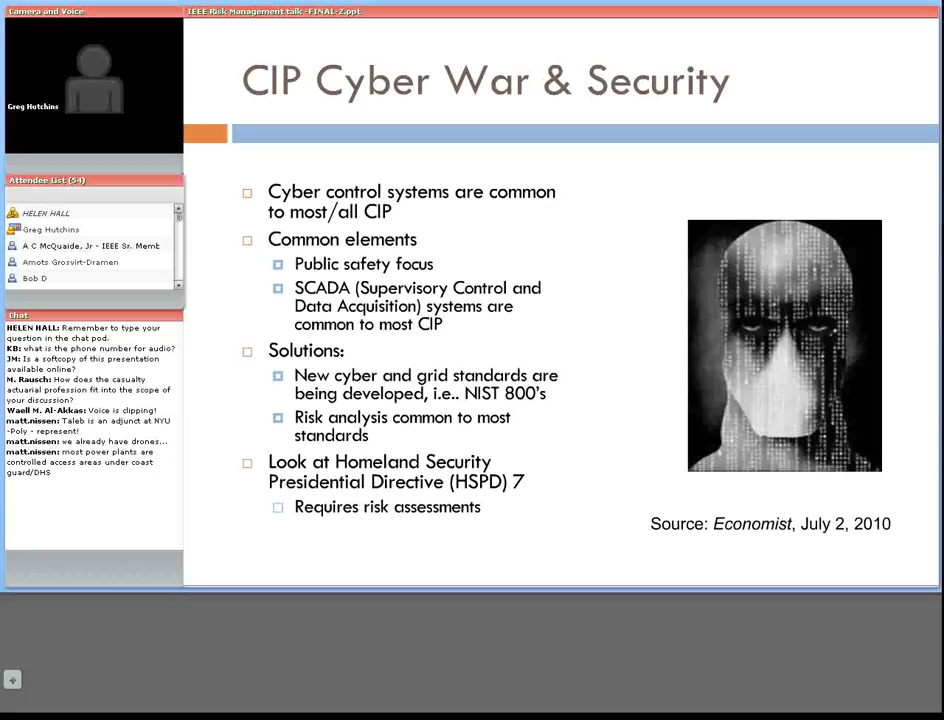 Camera and Voice
IEEE Risk Management talk -FINAL-2.ppt
Greg Hutchins
Attendee List (54)
HELEN HALL
Greg Hutchins
A C McQuaide, Jr - IEEE Sr. Memb
Amots Grosvirt-Dramen
Bob D
Chat
HELEN HALL: Remember to type your
question in the chat pod.
KB: what is the phone number for audio?
JM: Is a softcopy of this presentation
available online?
M. Rausch: How does the casualty
actuarial profession fit into the scope of
your discussion?
Waell M. Al-Akkas: Voice is clipping!
matt.nissen: Taleb is an adjunct at NYU
-Poly - represent!
matt.nissen: we already have drones...
matt.nissen: most power plants are
controlled access areas under coast
guard/DHS
CIP Cyber War & Security
Cyber control systems are common
to most/all CIP
Common elements
Public safety focus
SCADA (Supervisory Control and
Data Acquisition) systems are
common to most CIP
Solutions:
New cyber and grid standards are
being developed, i.e.. NIST 800's
Risk analysis common to most
standards
Look at Homeland Security
Presidential Directive (HSPD) 7
Requires risk assessments
Source: Economist, July 2, 2010